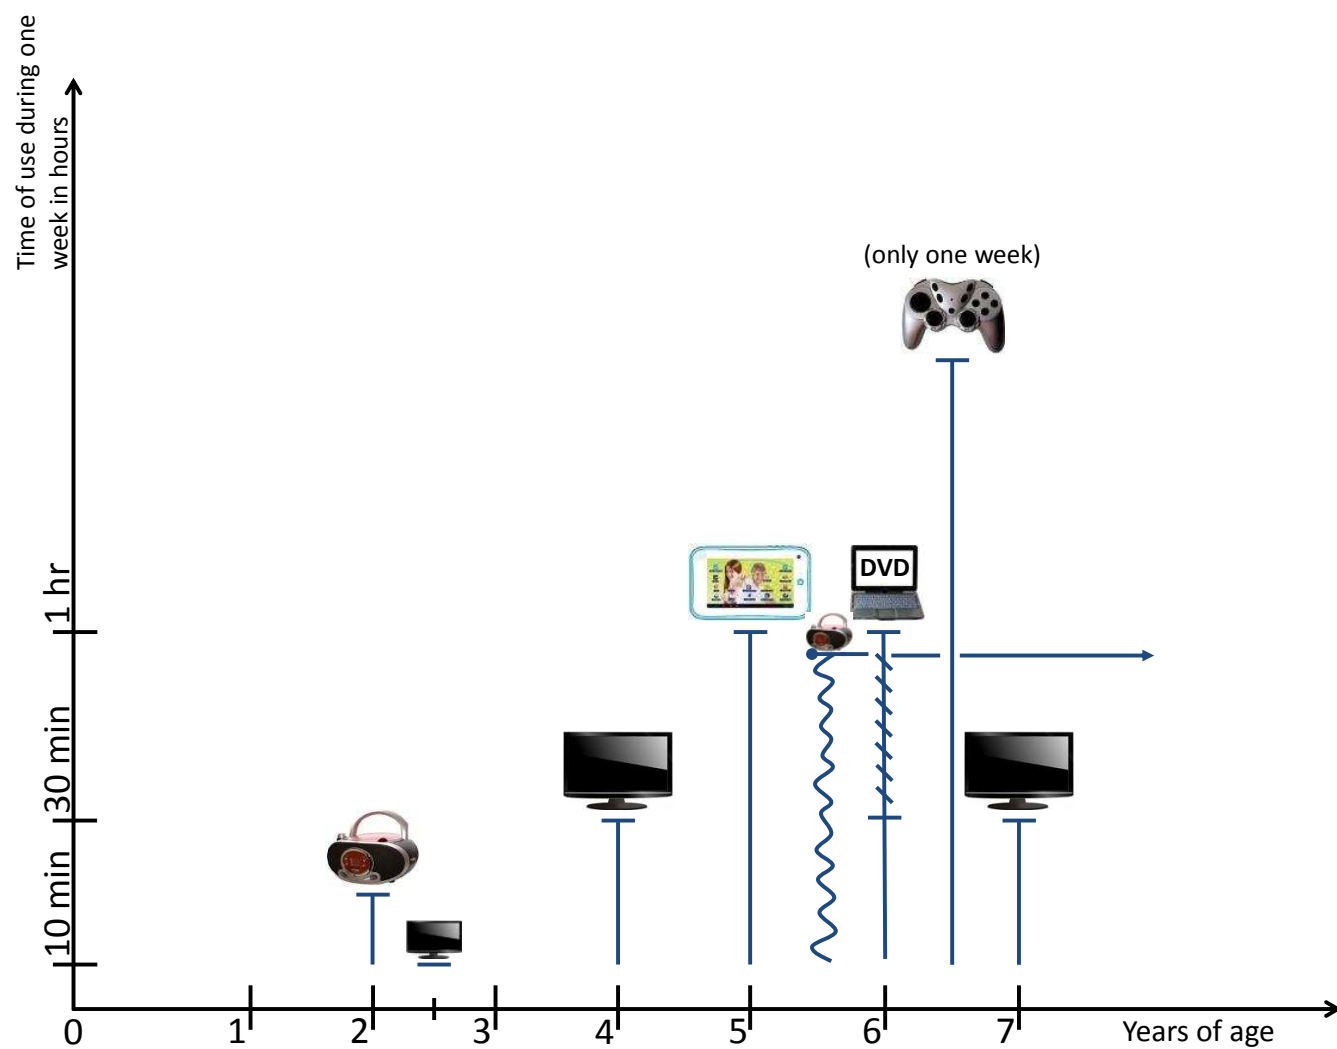 Time of use during one
week in hours
(only one week)
DVD
1 hr
30 min
10 min
0 1 2 3 4 5 6 7 Years of age